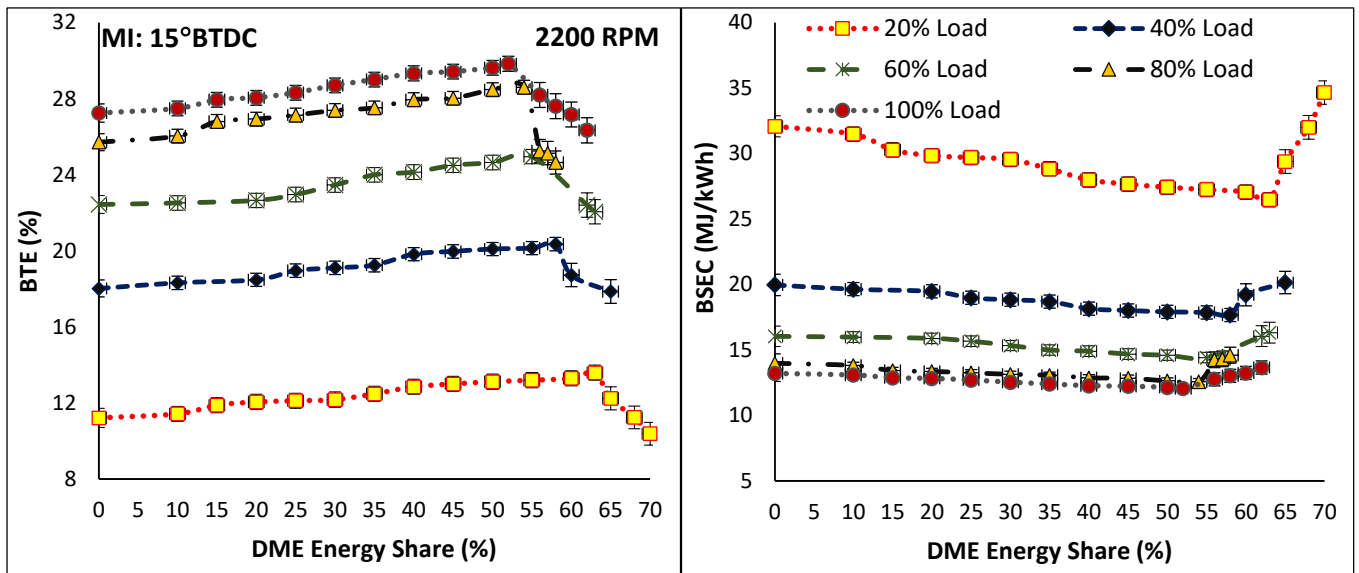 MI: 15°BTDC 2200 RPM
BTE (%)
32
28
24
20
16
12
8
0 5 10 15 20 25 30 35 40 45 50 55 60 65 70
DME Energy Share (%)
20% Load 40% Load
60% Load 80% Load
100% Load
BSEC (MJ/kWh)
40
35
30
25
20
15
10
5
0 5 10 15 20 25 30 35 40 45 50 55 60 65 70
DME Energy Share (%)